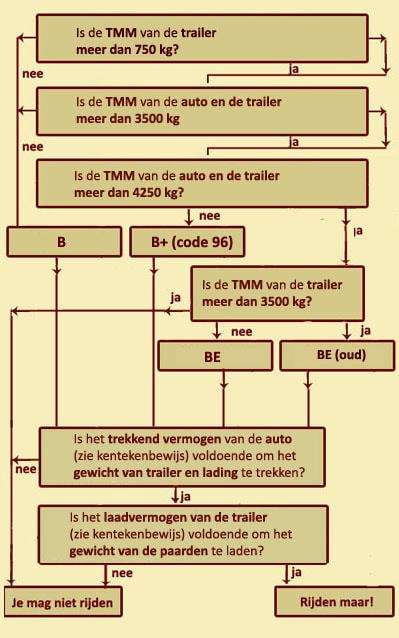 Is de TMM van de trailer
meer dan 750 kg?
nee
ja
Is de TMM van de auto en de trailer
meer dan 3500 kg
nee
ja
Is de TMM van de auto en de trailer
meer dan 4250 kg?
nee
ja
B
B+ (code 96)
Is de TMM van de trailer
meer dan 3500 kg?
ja
nee
ja
BE
BE (oud)
Is het trekkend vermogen van de auto
(zie kentekenbewijs) voldoende om het
gewicht van trailer en lading te trekken?
nee
ja
Is het laadvermogen van de trailer
(zie kentekenbewijs) voldoende om het
gewicht van de paarden te laden?
nee
ja
Je mag niet rijden
Rijden maar!